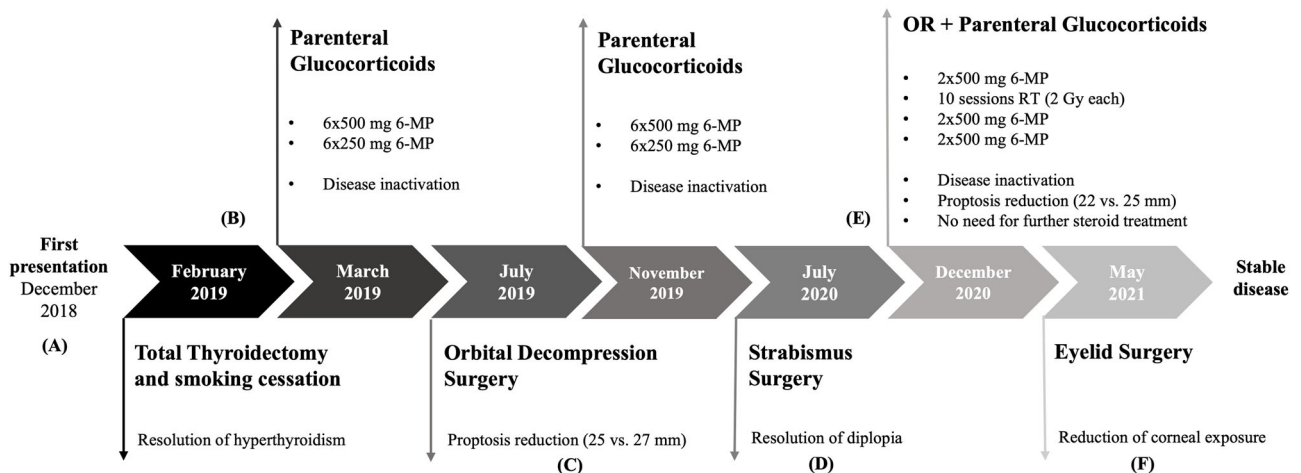 Parenteral
Glucocorticoids
• 6x500 mg 6-MP
• 6x250 mg 6-MP
• Disease inactivation
(B)
Parenteral
Glucocorticoids
• 6x500 mg 6-MP
• 6x250 mg 6-MP
• Disease inactivation
OR + Parenteral Glucocorticoids
• 2x500 mg 6-MP
• 10 sessions RT (2 Gy each)
• 2x500 mg 6-MP
• 2x500 mg 6-MP
• Disease inactivation
• Proptosis reduction (22 vs. 25 mm)
• No need for further steroid treatment
(E)
First
presentation
December
2018
(A)
February
2019
March
2019
July
2019
November
2019
July
2020
December
2020
May
2021
Stable
disease
Total Thyroidectomy
and smoking cessation
Resolution of hyperthyroidism
Orbital Decompression
Surgery
Proptosis reduction (25 vs. 27 mm)
(C)
Strabismus
Surgery
Resolution of diplopia
(D)
Eyelid Surgery
Reduction of corneal exposure
(F)